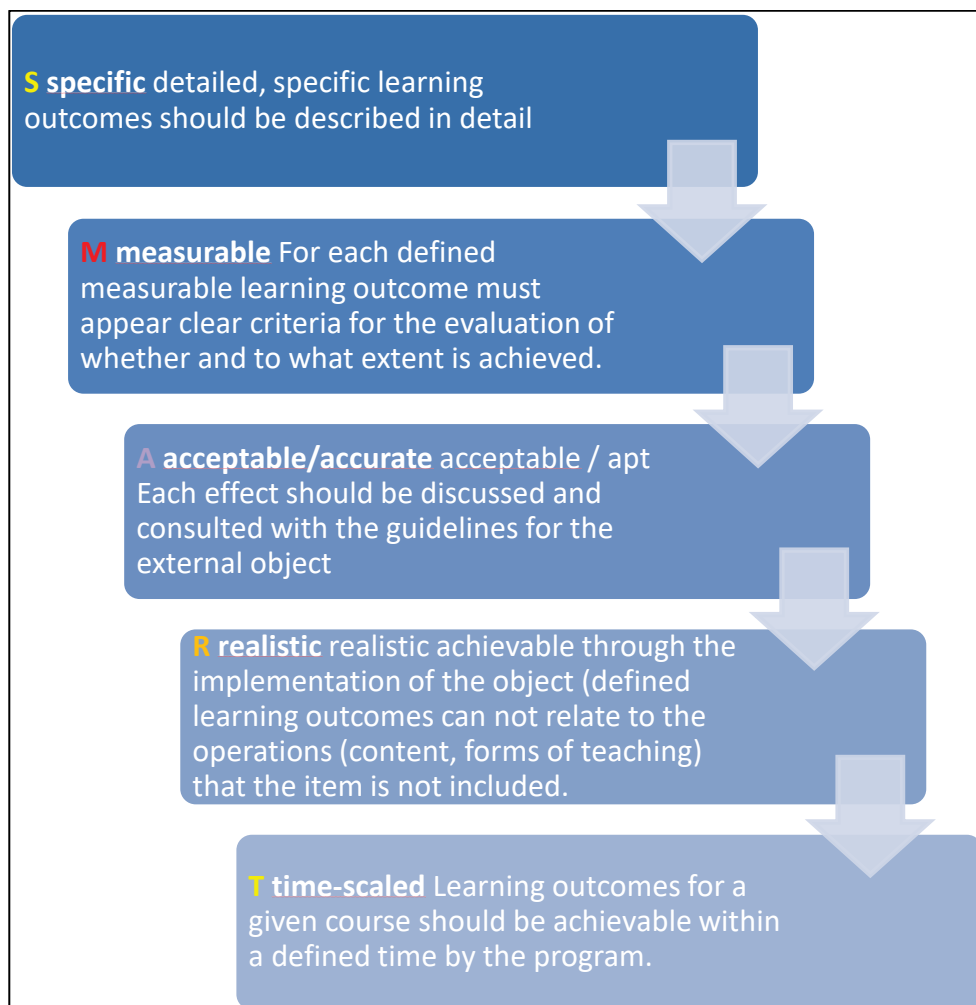 S specific detailed, specific learning
outcomes should be described in detail
M measurable For each defined
measurable learning outcome must
appear clear criteria for the evaluation of
whether and to what extent is achieved.
A acceptable/accurate acceptable / apt
Each effect should be discussed and
consulted with the guidelines for the
external object
R realistic realistic achievable through the
implementation of the object (defined
learning outcomes can not relate to the
operations (content, forms of teaching)
that the item is not included.
T time-scaled Learning outcomes for a
given course should be achievable within
a defined time by the program.